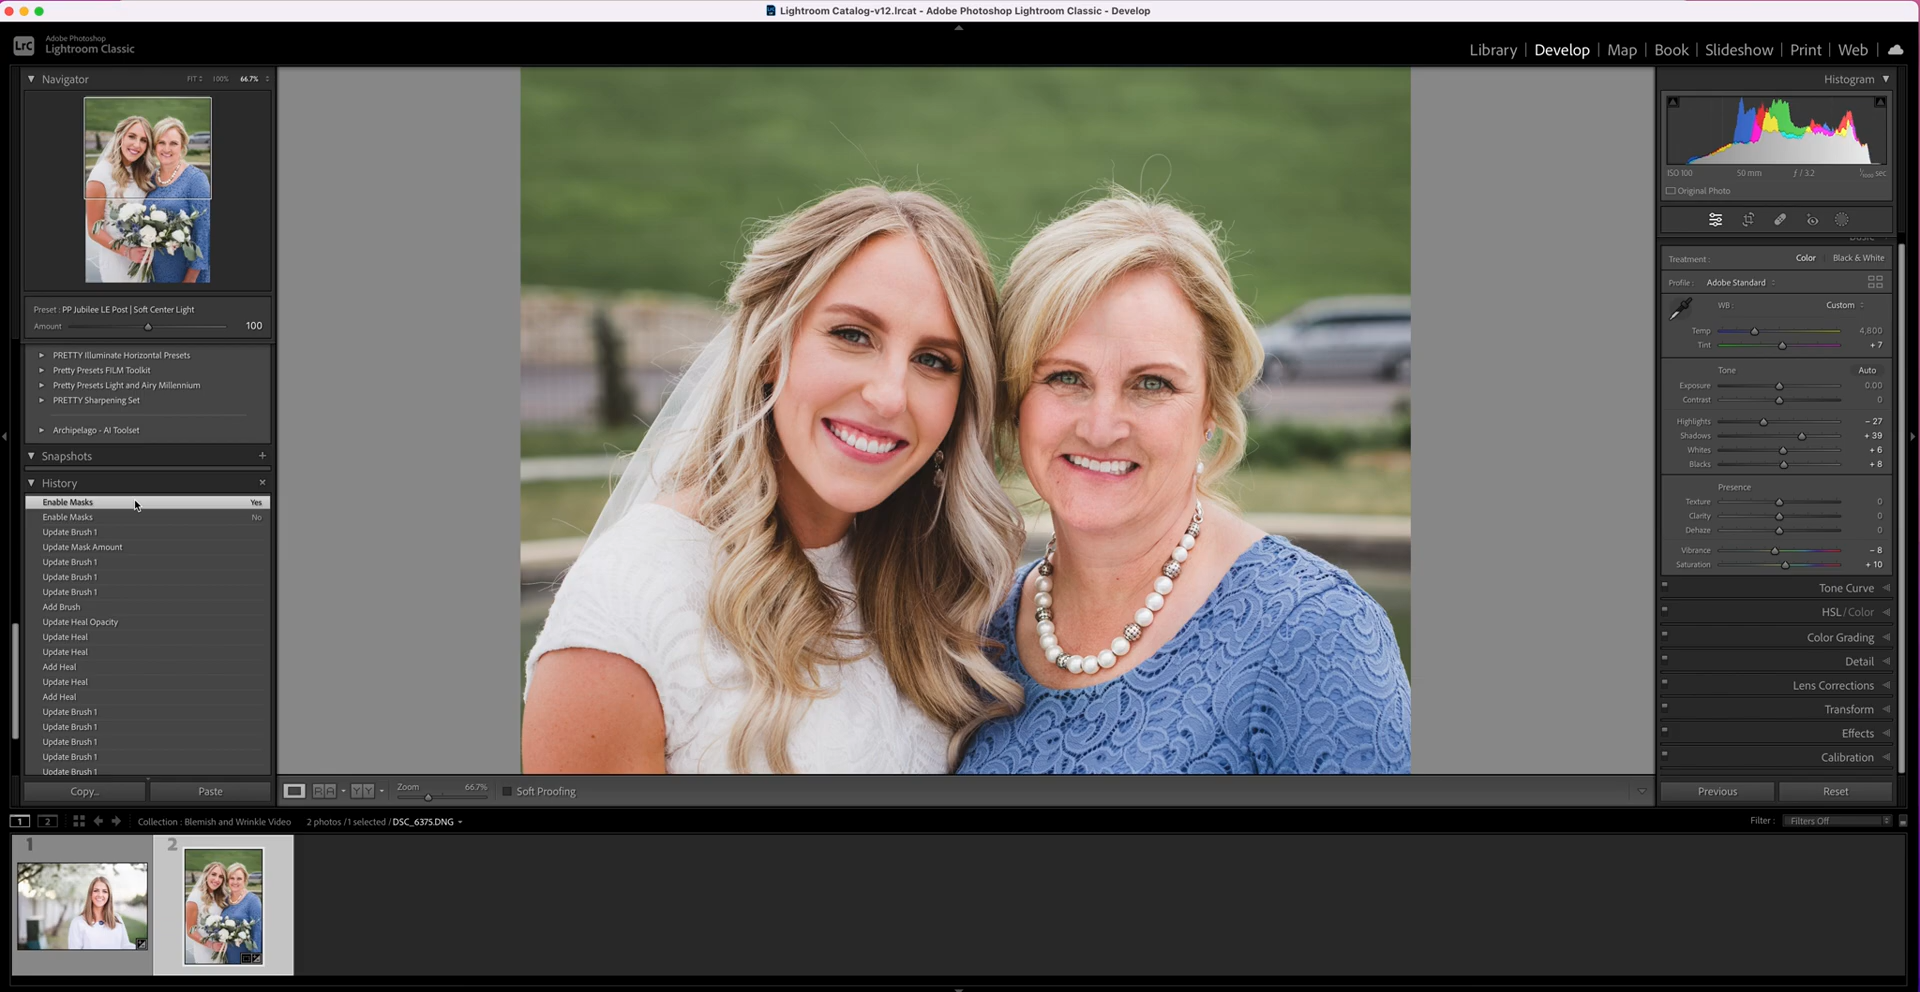 Lightroom Catalog-v12.lrcat - Adobe Photoshop Lightroom Classic - Develop
LrC
Adobe Photoshop
Lightroom Classic
Library | Develop | Map | Book | Slideshow | Print | Web
Navigator
FIT 100% 66.7%
Preset : PP Jubilee LE Post | Soft Center Light
Amount 100
PRETTY Illuminate Horizontal Presets
Pretty Presets FILM Toolkit
Pretty Presets Light and Airy Millennium
PRETTY Sharpening Set
Archipelago - AI Toolset
Snapshots +
History ×
Enable Masks Yes
Enable Masks No
Update Brush 1
Update Mask Amount
Update Brush 1
Update Brush 1
Update Brush 1
Add Brush
Update Heal Opacity
Update Heal
Update Heal
Add Heal
Update Heal
Add Heal
Update Brush 1
Update Brush 1
Update Brush 1
Update Brush 1
Update Brush 1
Copy... Paste
Zoom 66.7%
Soft Proofing
Histogram
ISO 100 50 mm ƒ / 3.2 sec
Original Photo
Basic
Treatment : Color Black & White
Profile : Adobe Standard
WB : Custom
Temp 4,800
Tint + 7
Tone Auto
Exposure 0.00
Contrast 0
Highlights − 27
Shadows + 39
Whites + 6
Blacks + 8
Presence
Texture 0
Clarity 0
Dehaze 0
Vibrance − 8
Saturation + 10
Tone Curve
HSL / Color
Color Grading
Detail
Lens Corrections
Transform
Effects
Calibration
Previous Reset
1 2 Collection : Blemish and Wrinkle Video 2 photos / 1 selected / DSC_6375.DNG
Filter : Filters Off
1
2